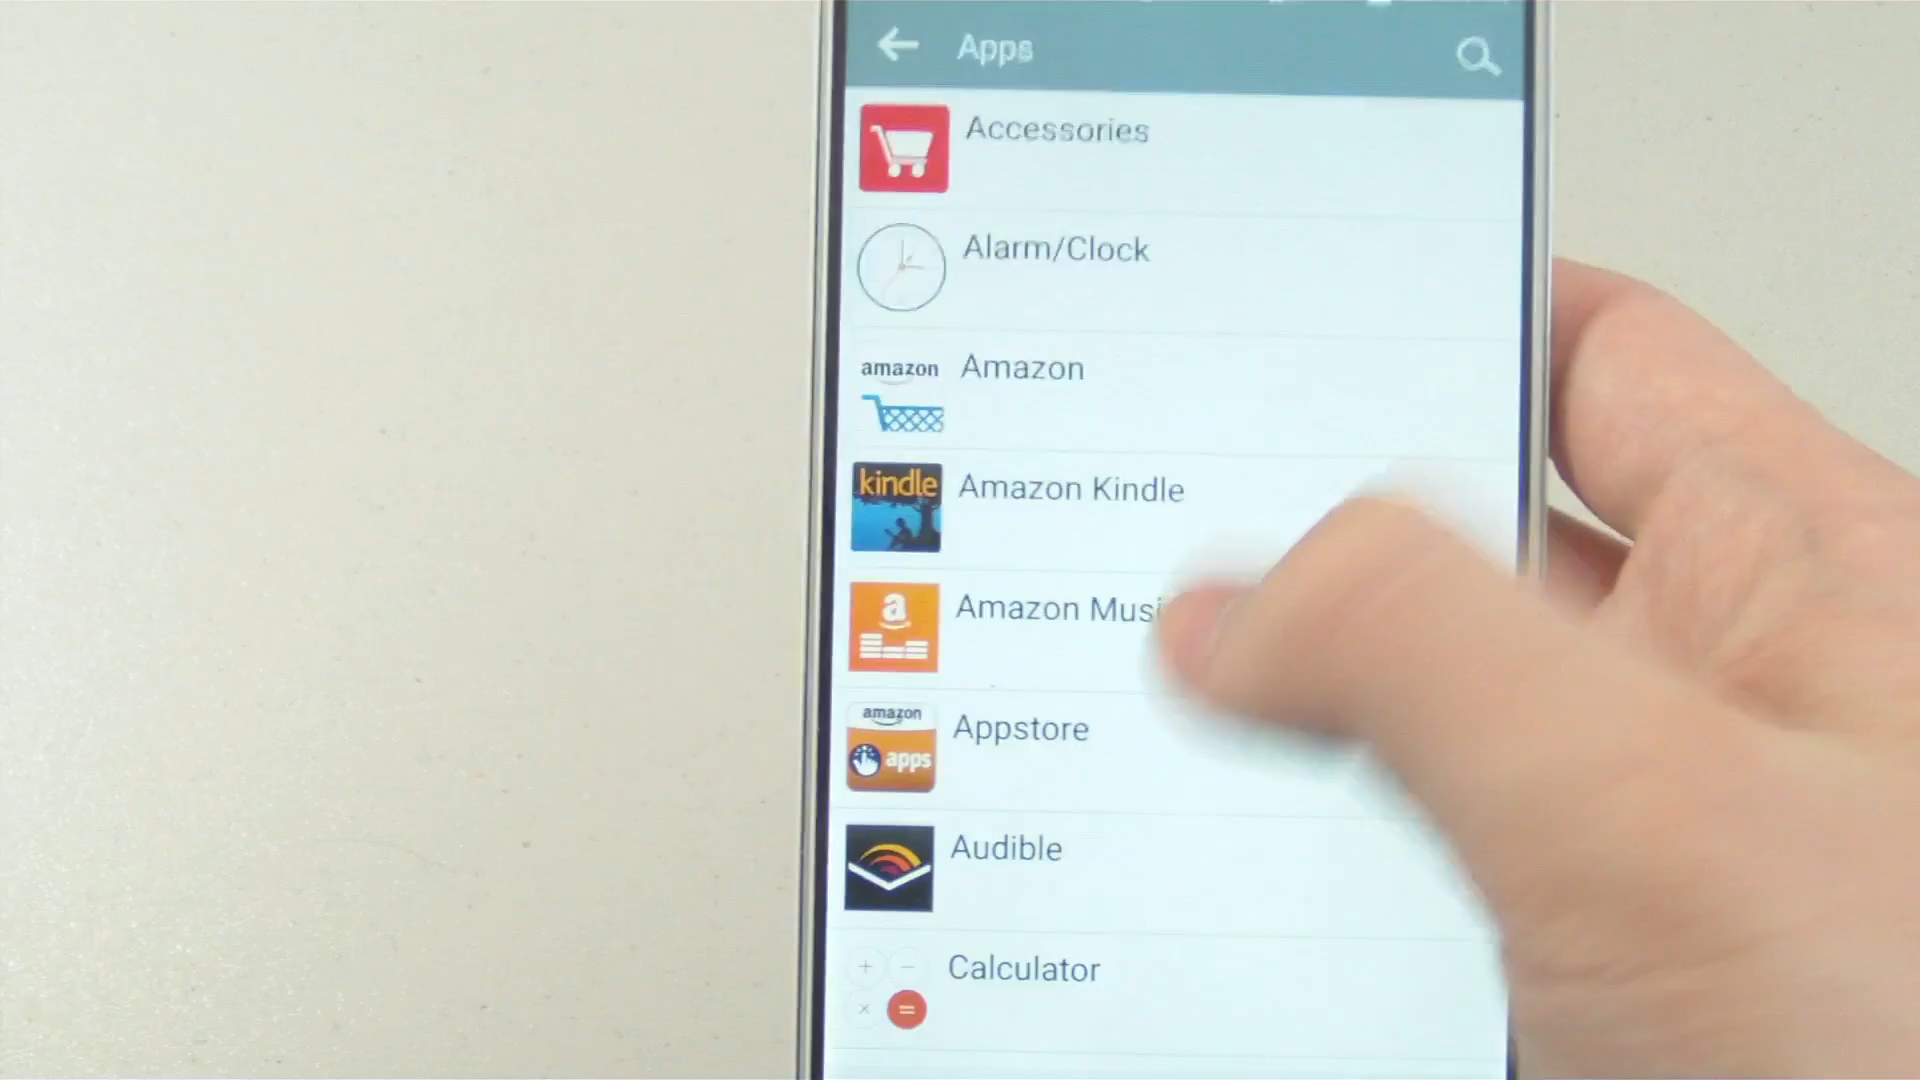 Apps
Accessories
Alarm/Clock
amazon
Amazon
kindle
Amazon Kindle
a
Amazon Musi
amazon
apps
Appstore
Audible
+ −
× =
Calculator